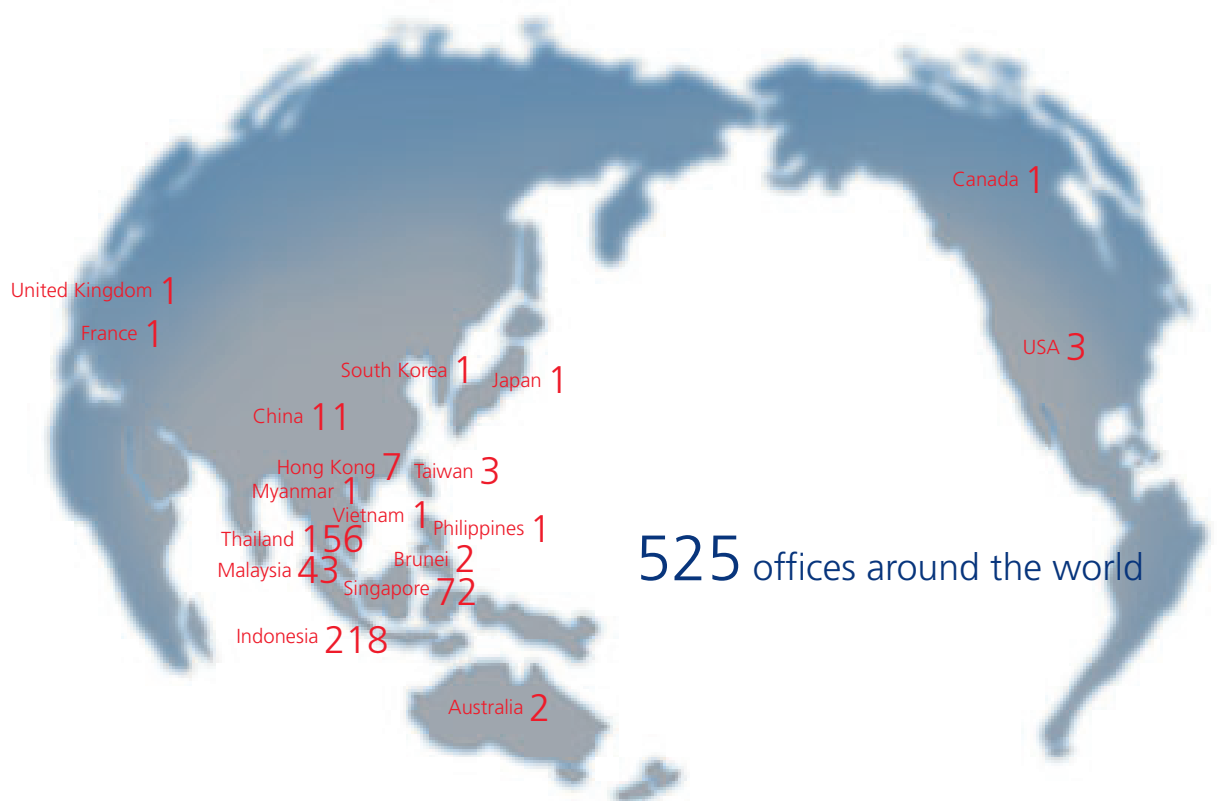 Canada 1
United Kingdom 1
France 1
USA 3
South Korea 1
Japan 1
China 11
Hong Kong 7
Taiwan 3
Myanmar 1
Vietnam 1
Philippines 1
Thailand 156
Brunei 2
Malaysia 43
Singapore 72
525 offices around the world
Indonesia 218
Australia 2